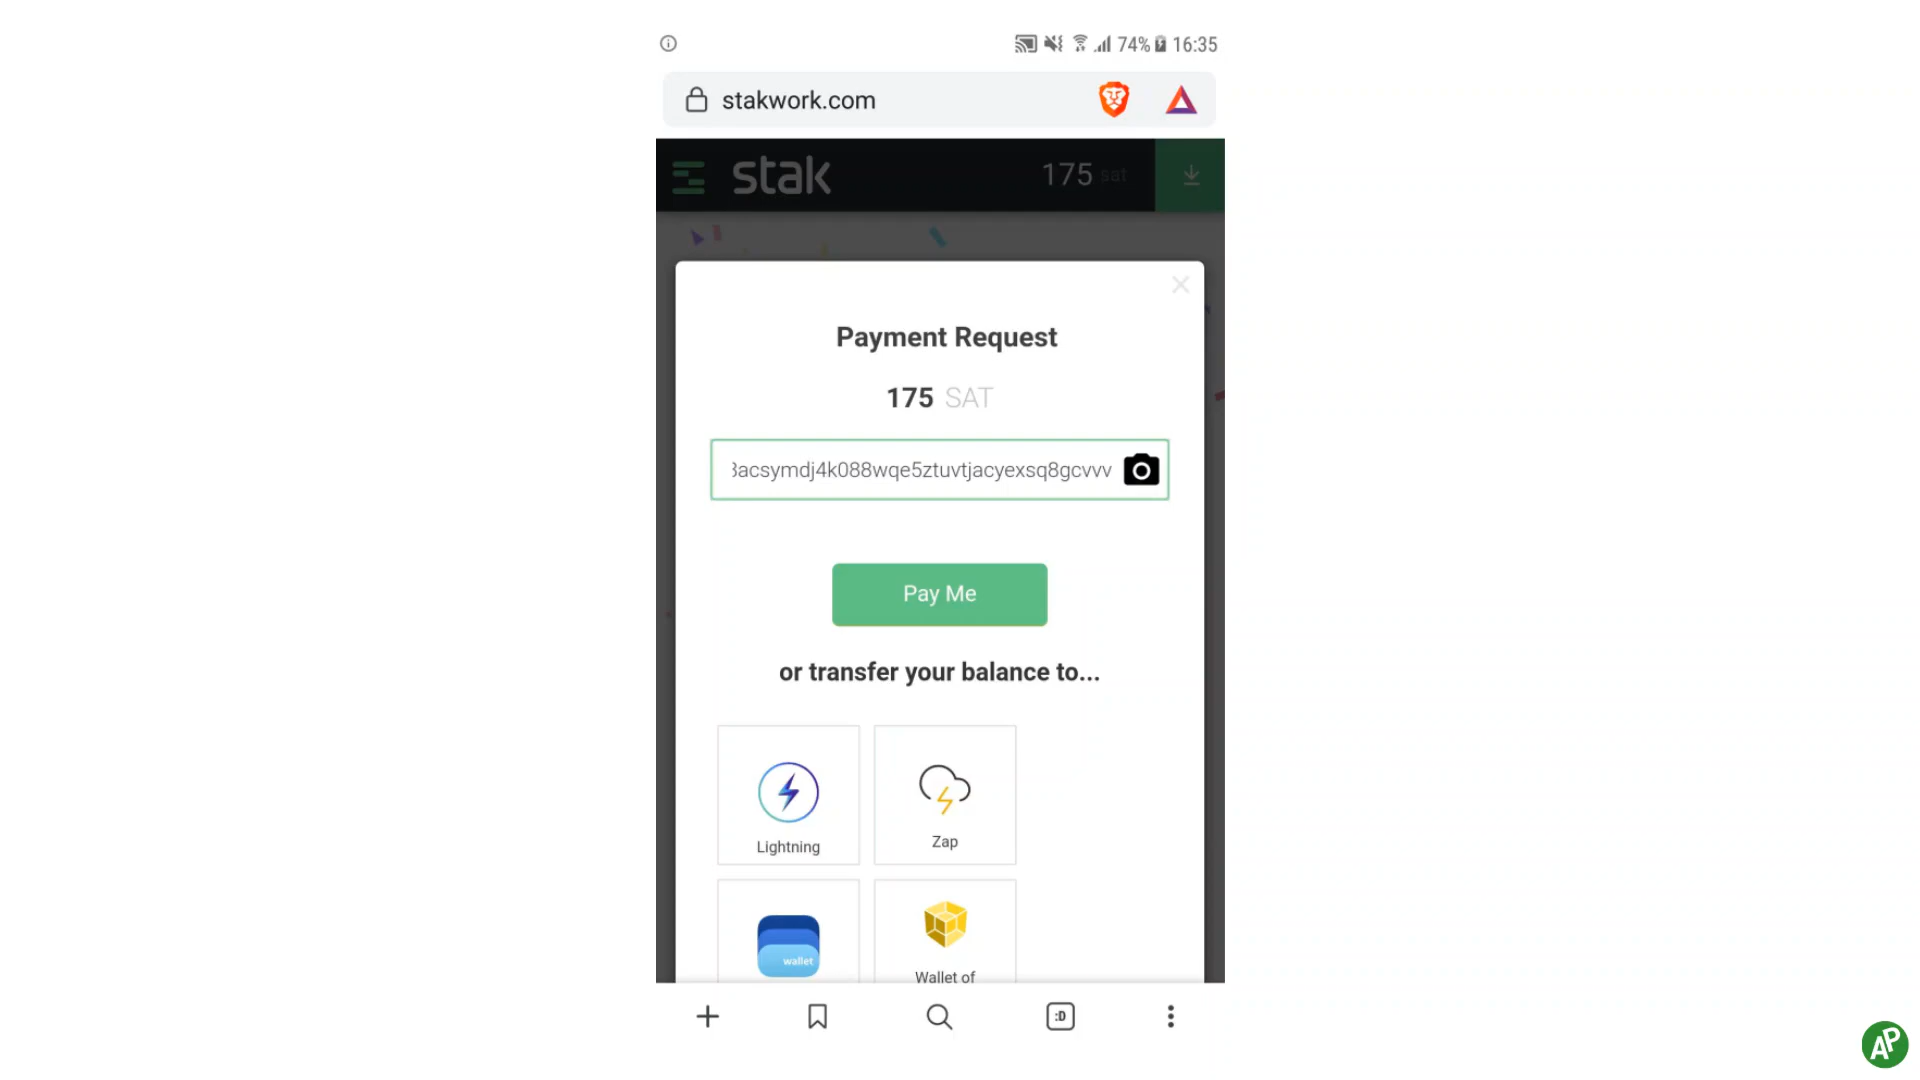 74% 16:35
stakwork.com
stak 175 sat
Payment Request
175 SAT
3acsymdj4k088wqe5ztuvtjacyexsq8gcvvv
Pay Me
or transfer your balance to...
Lightning Zap
wallet
Wallet of
:D
AP